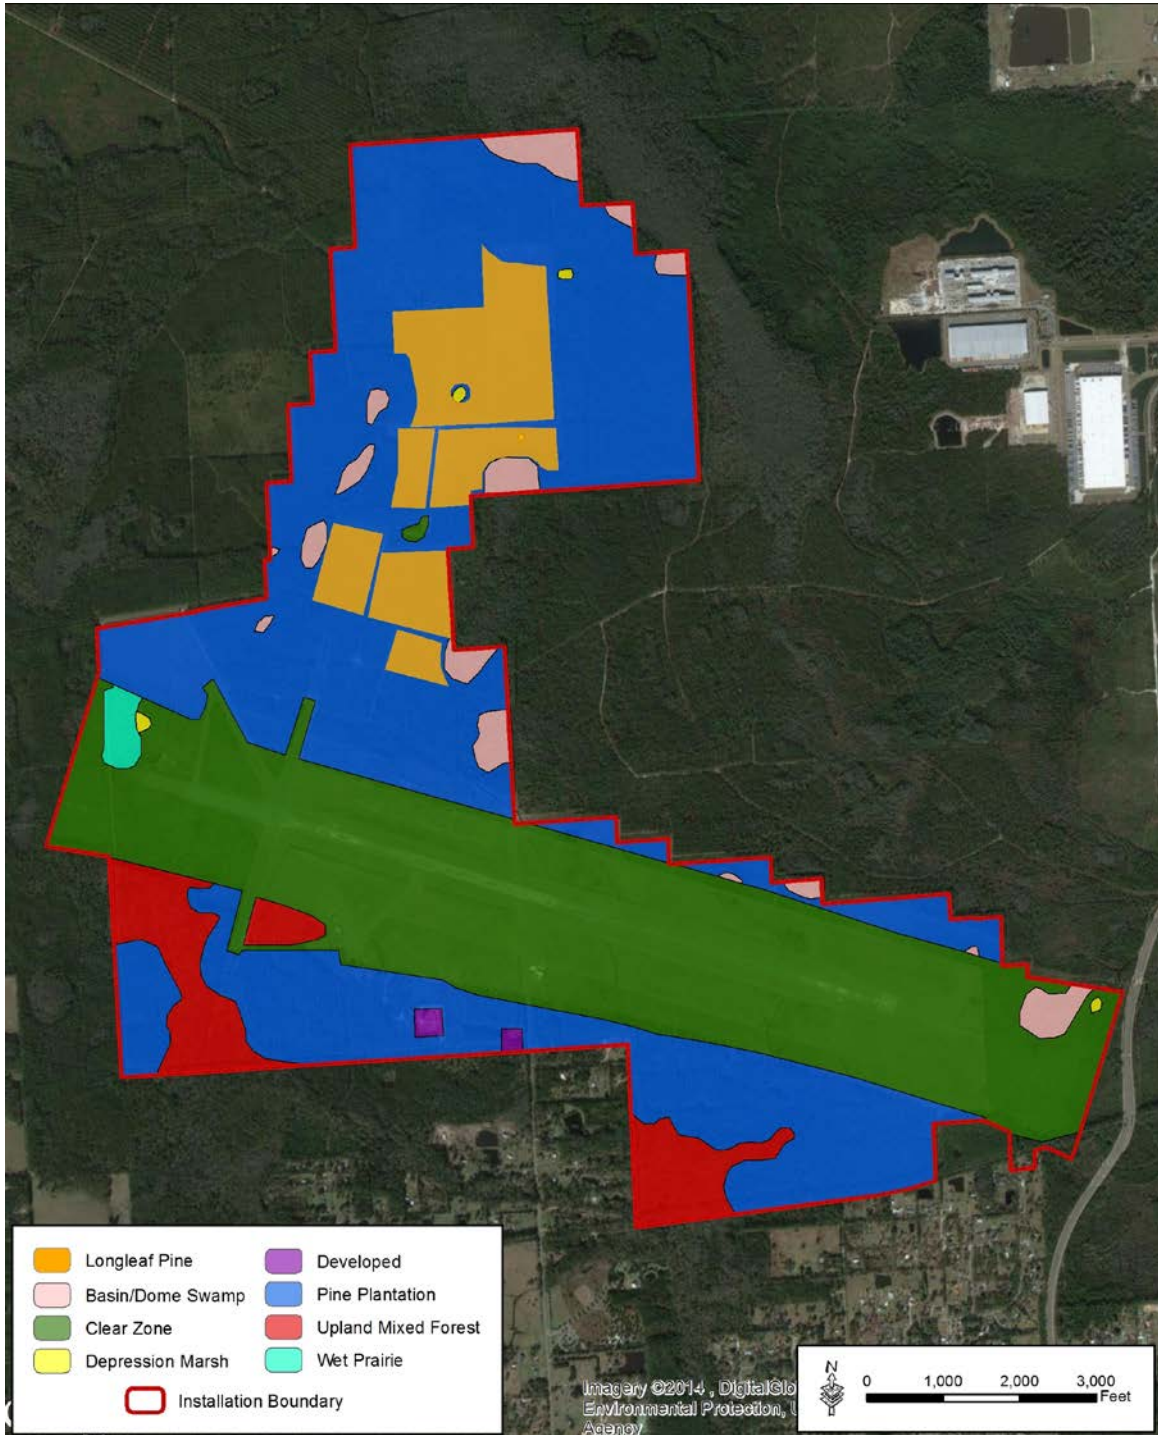 Longleaf Pine
Developed
Basin/Dome Swamp
Pine Plantation
Clear Zone
Upland Mixed Forest
Depression Marsh
Wet Prairie
Installation Boundary
Imagery ©2014 , DigitalGlo
Environmental Protection,
Agency
N
0 1,000 2,000 3,000
Feet